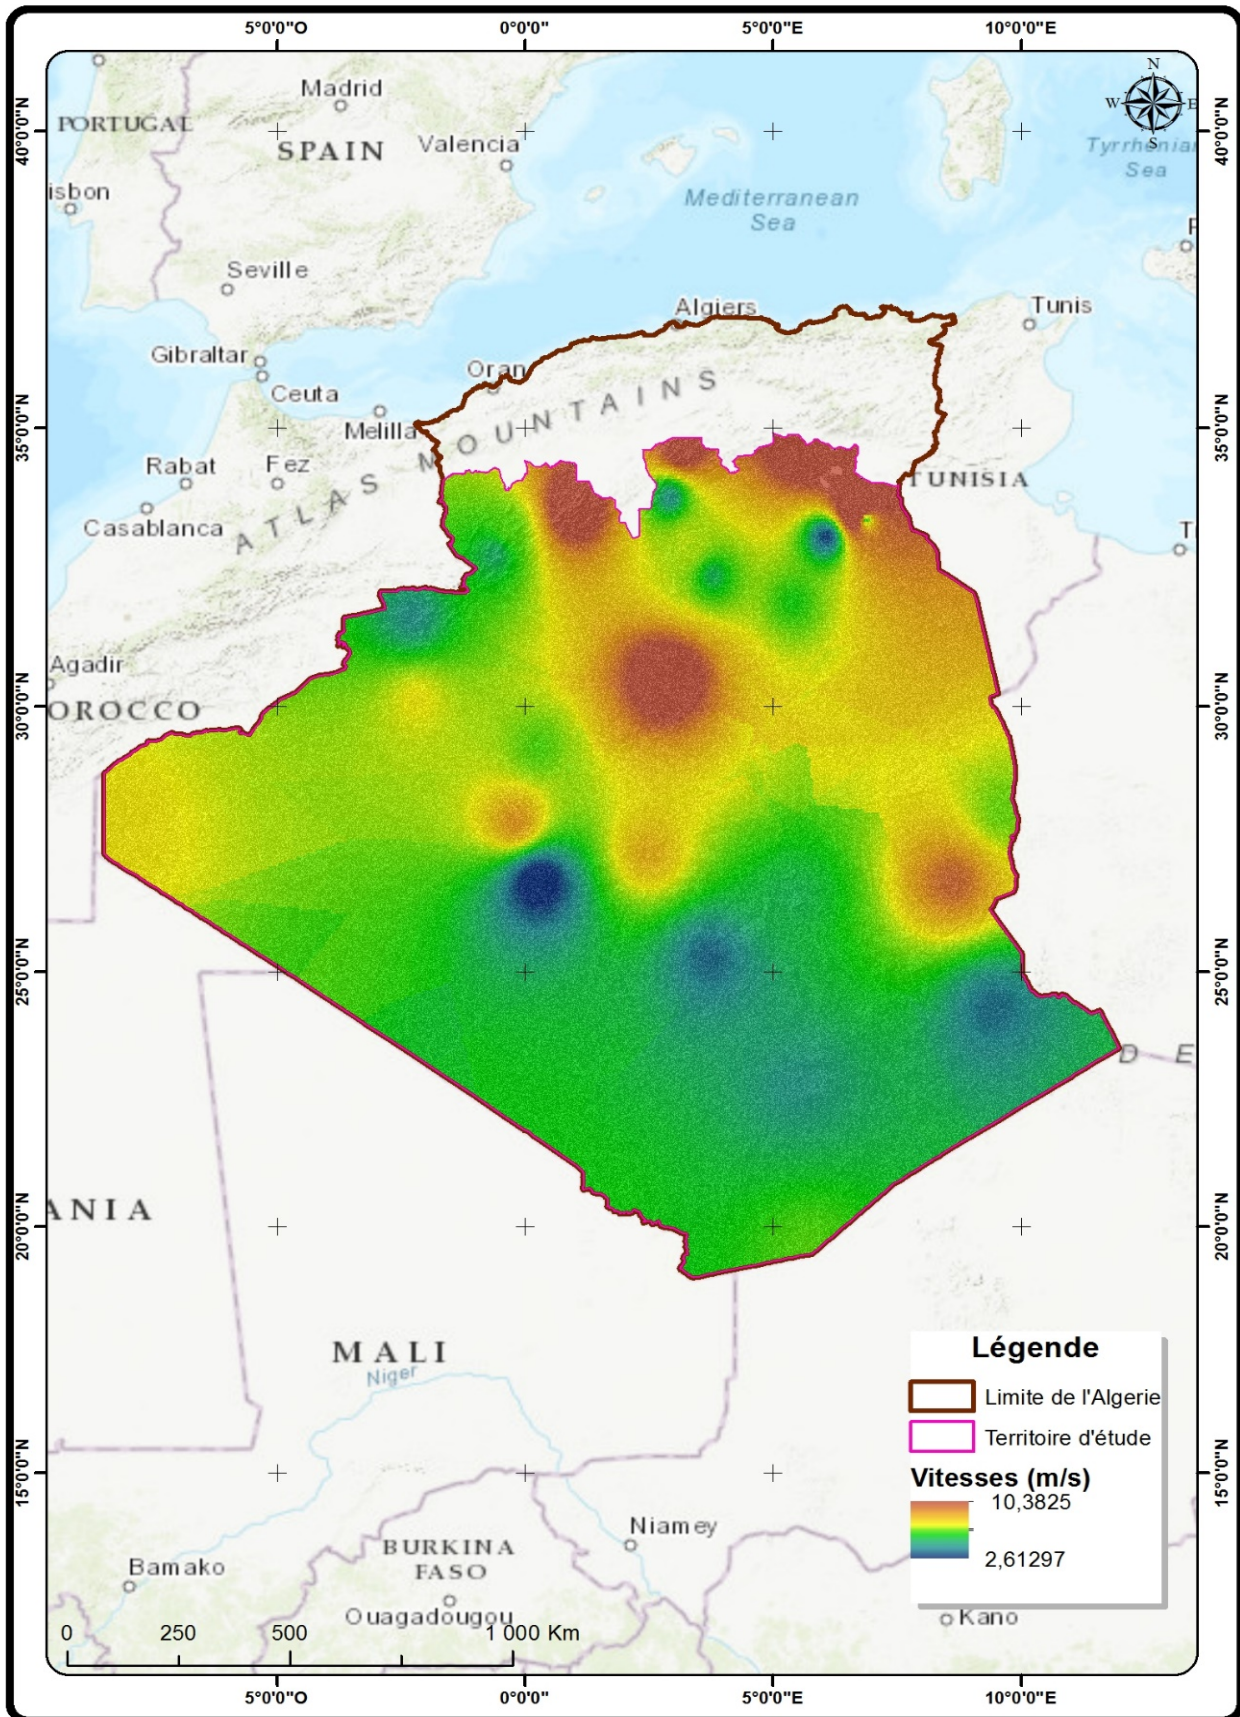 5°0'0"O 0°0'0" 5°0'0"E 10°0'0"E
N
W E
S
40°0'0"N 40°0'0"N
Madrid
PORTUGAL
SPAIN
Valencia
Tyrrhenian
Sea
isbon
Mediterranean
Sea
Seville
Algiers
Tunis
Gibraltar
Oran
Ceuta
35°0'0"N 35°0'0"N
Melilla
ATLAS MOUNTAINS
Rabat Fez
TUNISIA
Casablanca
Agadir
OROCCO
30°0'0"N 30°0'0"N
25°0'0"N 25°0'0"N
D E
ANIA
20°0'0"N 20°0'0"N
MALI
Niger
Légende
Limite de l'Algerie
Territoire d'étude
Vitesses (m/s)
10,3825
2,61297
15°0'0"N 15°0'0"N
Niamey
BURKINA
FASO
Bamako
Ouagadougou
Kano
0 250 500 1 000 Km
5°0'0"O 0°0'0" 5°0'0"E 10°0'0"E